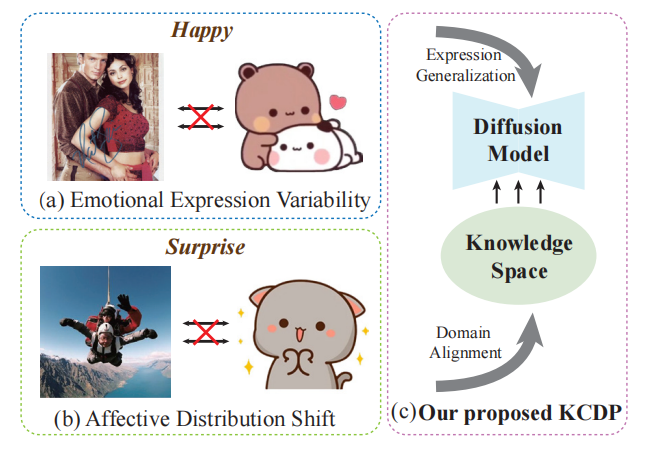 Happy
(a) Emotional Expression Variability
Surprise
(b) Affective Distribution Shift
Expression
Generalization
Diffusion
Model
Knowledge
Space
Domain
Alignment
(c) Our proposed KCDP